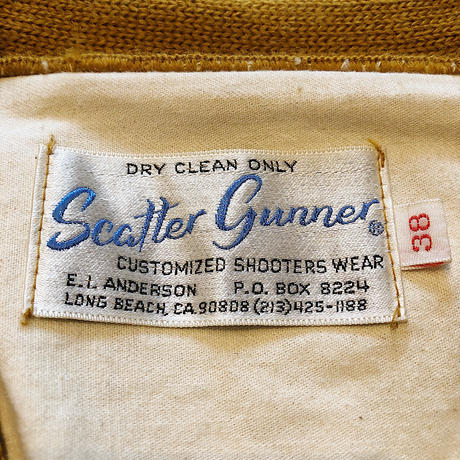 DRY CLEAN ONLY
Scatter Gunner®
CUSTOMIZED SHOOTERS WEAR
E.L. ANDERSON P.O. BOX 8224
LONG BEACH, CA. 90808 (213) 425-1188
38